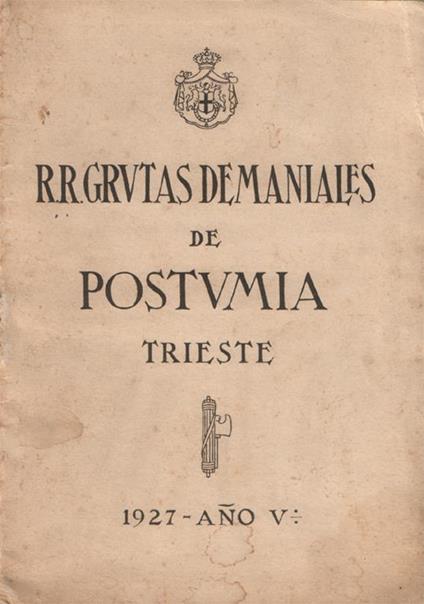 R.R. GRVTAS DEMANIALES
DE
POSTVMIA
TRIESTE
1927 - AÑO V÷